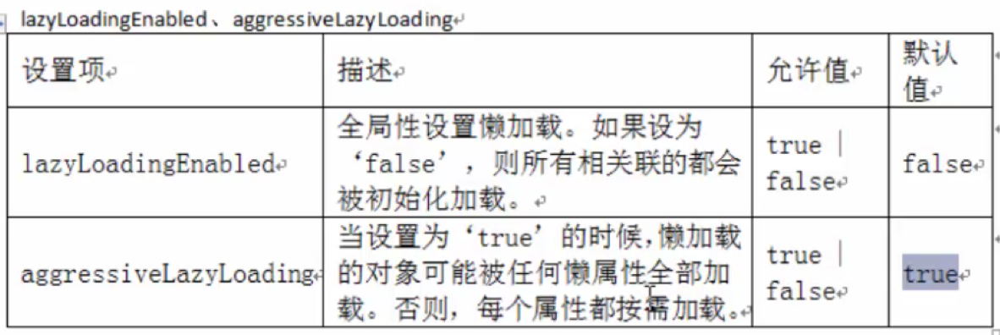 lazyLoadingEnabled、aggressiveLazyLoading
设置项
描述
允许值
默认
值
lazyLoadingEnabled
全局性设置懒加载。如果设为
‘false’，则所有相关联的都会
被初始化加载。
true |
false
false
aggressiveLazyLoading
当设置为‘true’的时候，懒加载
的对象可能被任何懒属性全部加
载。否则，每个属性都按需加载。
true |
false
true